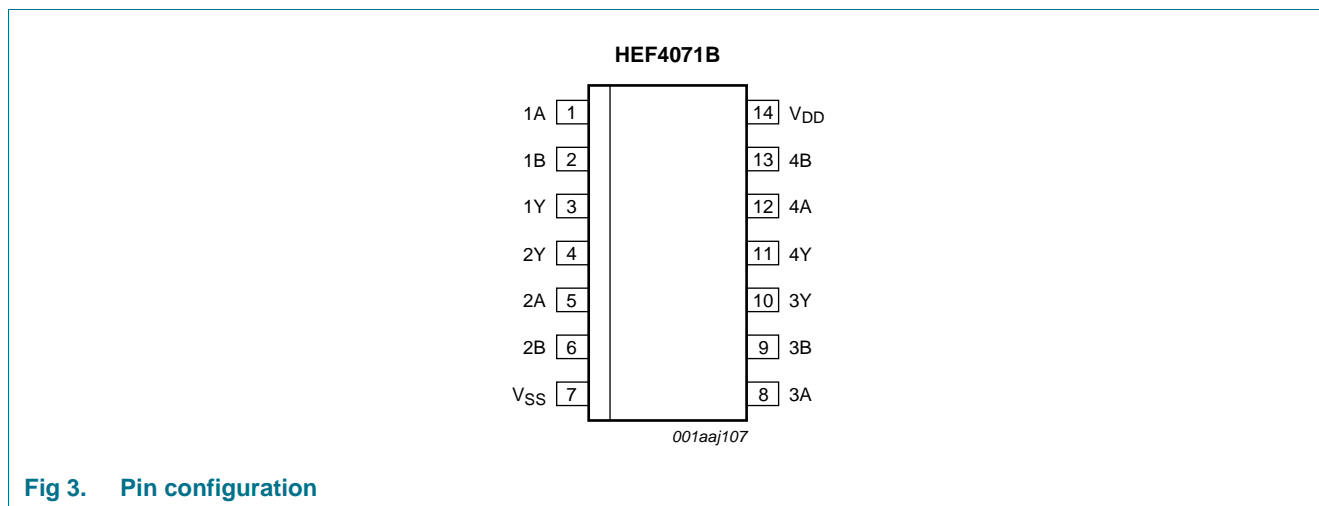 HEF4071B
1A 1 14 VDD
1B 2 13 4B
1Y 3 12 4A
2Y 4 11 4Y
2A 5 10 3Y
2B 6 9 3B
VSS 7 8 3A
001aaj107
Fig 3. Pin configuration